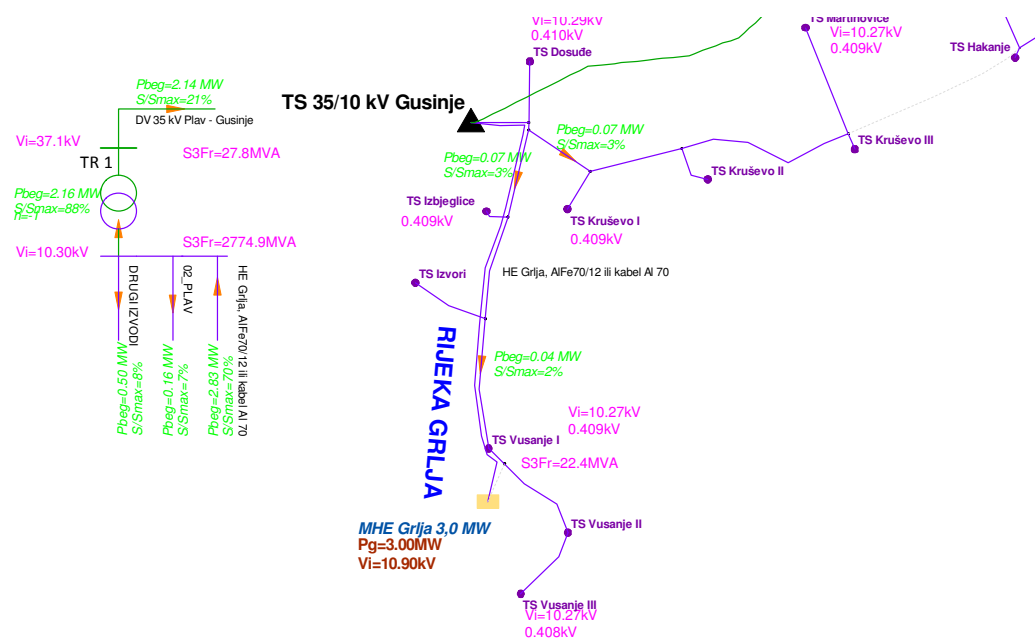 Pbeg=2.14 MW
S/Smax=21%
DV 35 kV Plav - Gusinje
Vi=37.1kV
TR 1
S3Fr=27.8MVA
Pbeg=2.16 MW
S/Smax=88%
n=-1
Vi=10.30kV
S3Fr=2774.9MVA
DRUGI IZVODI
Pbeg=0.50 MW
S/Smax=8%
02_PLAV
Pbeg=0.16 MW
S/Smax=7%
HE Grlja, AlFe70/12 ili kabel Al 70
Pbeg=2.83 MW
S/Smax=70%
Vi=10.29kV
0.410kV
TS Dosuđe
TS 35/10 kV Gusinje
TS Martinoviće
Vi=10.27kV
0.409kV
TS Hakanje
Pbeg=0.07 MW
S/Smax=3%
Pbeg=0.07 MW
S/Smax=3%
TS Kruševo III
TS Kruševo II
TS Izbjeglice
0.409kV
TS Kruševo I
0.409kV
TS Izvori
HE Grlja, AlFe70/12 ili kabel Al 70
RIJEKA GRLJA
Pbeg=0.04 MW
S/Smax=2%
Vi=10.27kV
0.409kV
TS Vusanje I
S3Fr=22.4MVA
MHE Grlja 3,0 MW
Pg=3.00MW
Vi=10.90kV
TS Vusanje II
TS Vusanje III
Vi=10.27kV
0.408kV